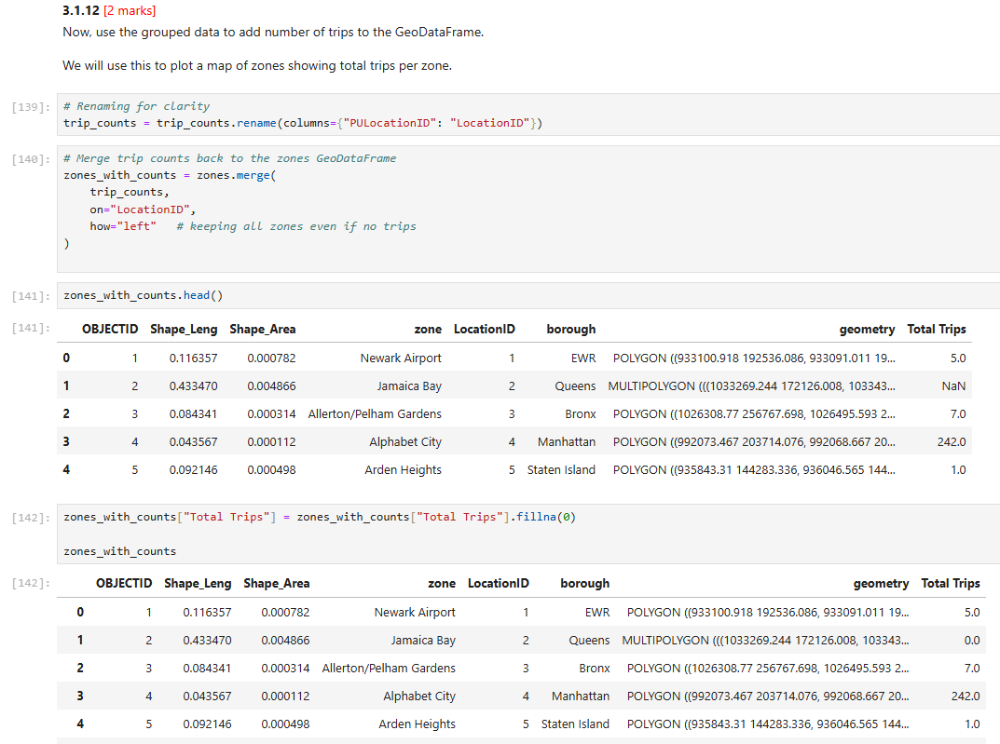 3.1.12 [2 marks]
Now, use the grouped data to add number of trips to the GeoDataFrame.
We will use this to plot a map of zones showing total trips per zone.
[139]: # Renaming for clarity
trip_counts = trip_counts.rename(columns={"PULocationID": "LocationID"})
[140]: # Merge trip counts back to the zones GeoDataFrame
zones_with_counts = zones.merge(
    trip_counts,
    on="LocationID",
    how="left"   # keeping all zones even if no trips
)
[141]: zones_with_counts.head()
[141]: OBJECTID Shape_Leng Shape_Area zone LocationID borough geometry Total Trips
0 1 0.116357 0.000782 Newark Airport 1 EWR POLYGON ((933100.918 192536.086, 933091.011 19... 5.0
1 2 0.433470 0.004866 Jamaica Bay 2 Queens MULTIPOLYGON (((1033269.244 172126.008, 103343... NaN
2 3 0.084341 0.000314 Allerton/Pelham Gardens 3 Bronx POLYGON ((1026308.77 256767.698, 1026495.593 2... 7.0
3 4 0.043567 0.000112 Alphabet City 4 Manhattan POLYGON ((992073.467 203714.076, 992068.667 20... 242.0
4 5 0.092146 0.000498 Arden Heights 5 Staten Island POLYGON ((935843.31 144283.336, 936046.565 144... 1.0
[142]: zones_with_counts["Total Trips"] = zones_with_counts["Total Trips"].fillna(0)
zones_with_counts
[142]: OBJECTID Shape_Leng Shape_Area zone LocationID borough geometry Total Trips
0 1 0.116357 0.000782 Newark Airport 1 EWR POLYGON ((933100.918 192536.086, 933091.011 19... 5.0
1 2 0.433470 0.004866 Jamaica Bay 2 Queens MULTIPOLYGON (((1033269.244 172126.008, 103343... 0.0
2 3 0.084341 0.000314 Allerton/Pelham Gardens 3 Bronx POLYGON ((1026308.77 256767.698, 1026495.593 2... 7.0
3 4 0.043567 0.000112 Alphabet City 4 Manhattan POLYGON ((992073.467 203714.076, 992068.667 20... 242.0
4 5 0.092146 0.000498 Arden Heights 5 Staten Island POLYGON ((935843.31 144283.336, 936046.565 144... 1.0